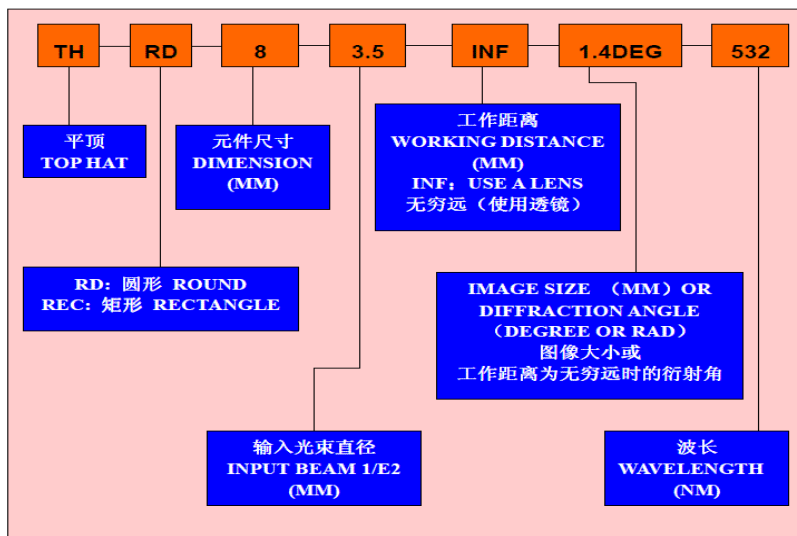 TH RD 8 3.5 INF 1.4DEG 532
平顶
TOP HAT
元件尺寸
DIMENSION
(MM)
工作距离
WORKING DISTANCE
(MM)
INF：USE A LENS
无穷远（使用透镜）
RD：圆形 ROUND
REC：矩形 RECTANGLE
IMAGE SIZE （MM）OR
DIFFRACTION ANGLE
（DEGREE OR RAD）
图像大小或
工作距离为无穷远时的衍射角
输入光束直径
INPUT BEAM 1/E2
(MM)
波长
WAVELENGTH
(NM)